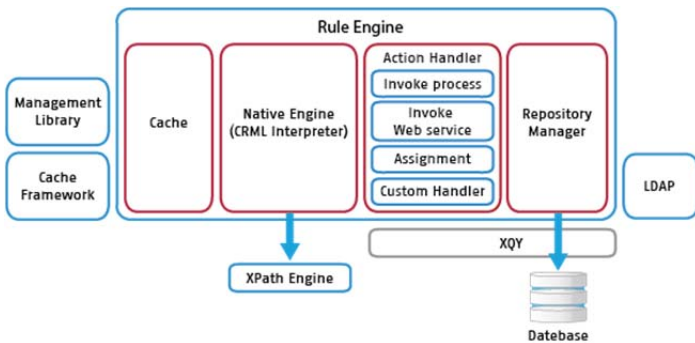 Rule Engine
Management
Library
Cache
Framework
Cache
Native Engine
(CRML Interpreter)
Action Handler
Invoke process
Invoke
Web service
Assignment
Custom Handler
Repository
Manager
LDAP
XQY
XPath Engine
Datebase